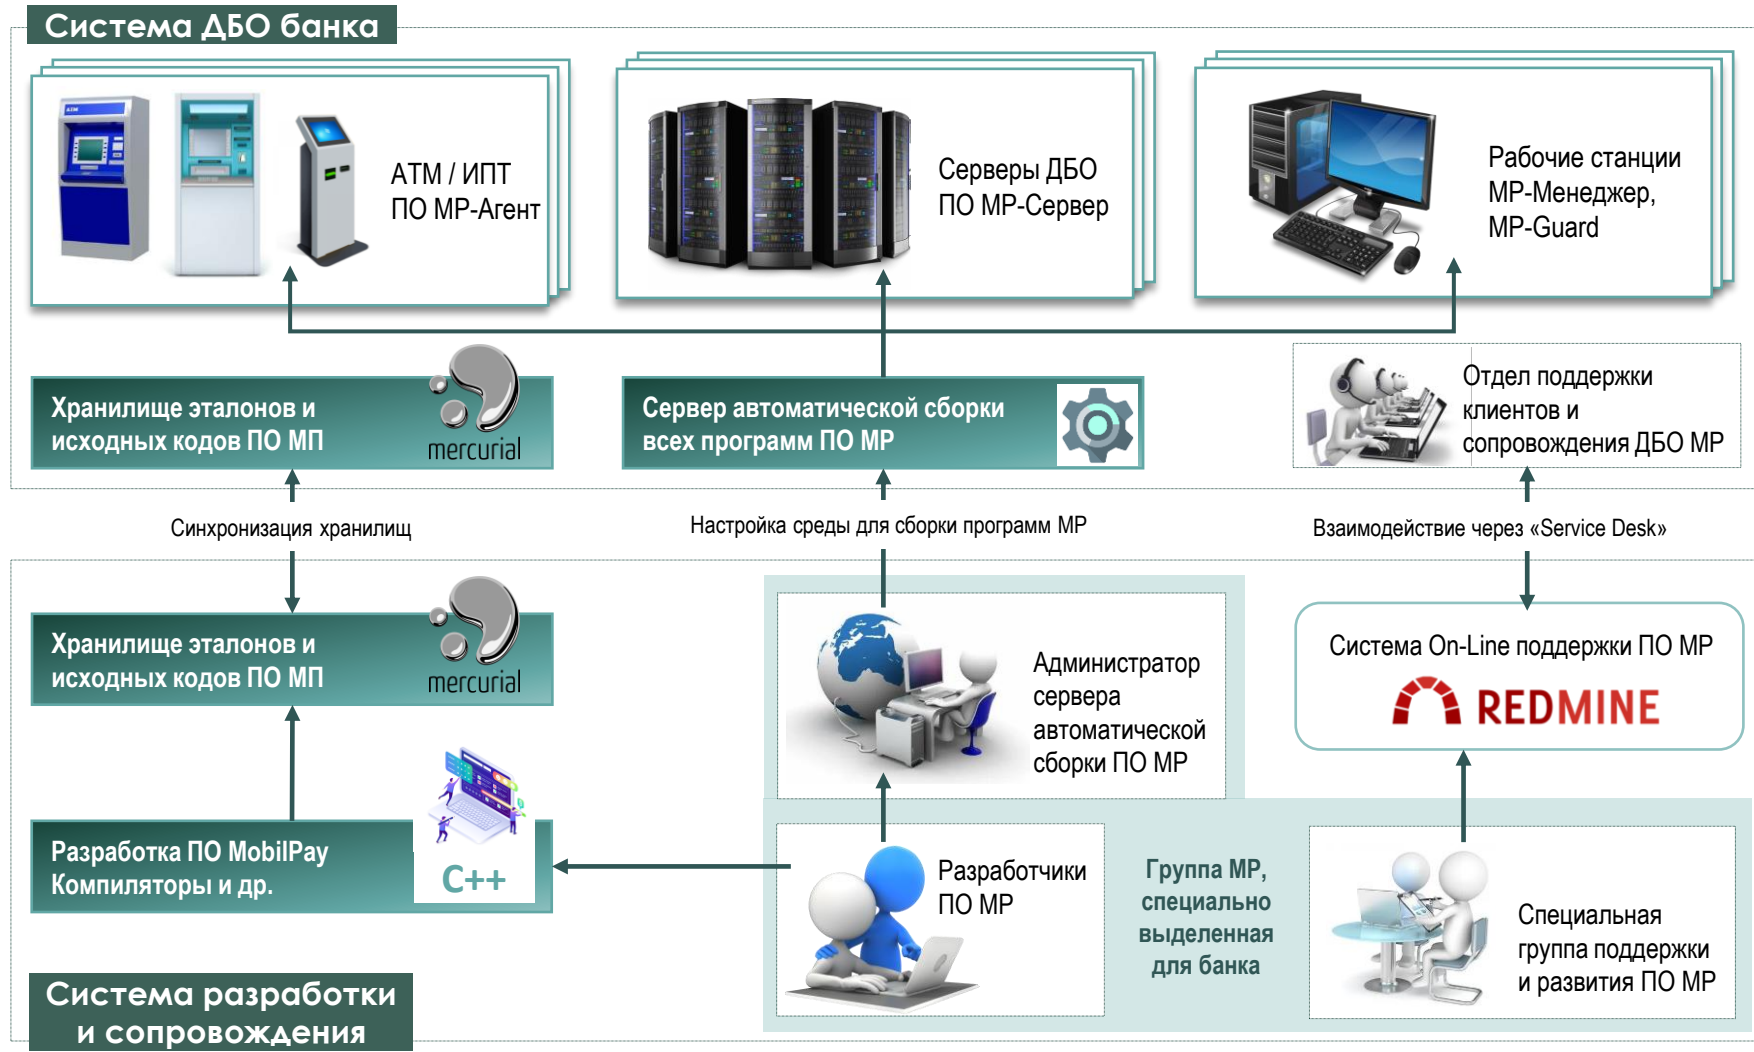 Система ДБО банка
ATM
АТМ / ИПТ
ПО МР-Агент
Серверы ДБО
ПО МР-Сервер
Рабочие станции
МР-Менеджер,
MP-Guard
Хранилище эталонов и
исходных кодов ПО МП
mercurial
Сервер автоматической сборки
всех программ ПО МР
Отдел поддержки
клиентов и
сопровождения ДБО МР
Синхронизация хранилищ
Настройка среды для сборки программ МР
Взаимодействие через «Service Desk»
Хранилище эталонов и
исходных кодов ПО МП
mercurial
Администратор
сервера
автоматической
сборки ПО МР
Система On-Line поддержки ПО МР
REDMINE
Разработка ПО MobilPay
Компиляторы и др.
C++
Разработчики
ПО МР
Группа МР,
специально
выделенная
для банка
Специальная
группа поддержки
и развития ПО МР
Система разработки
и сопровождения